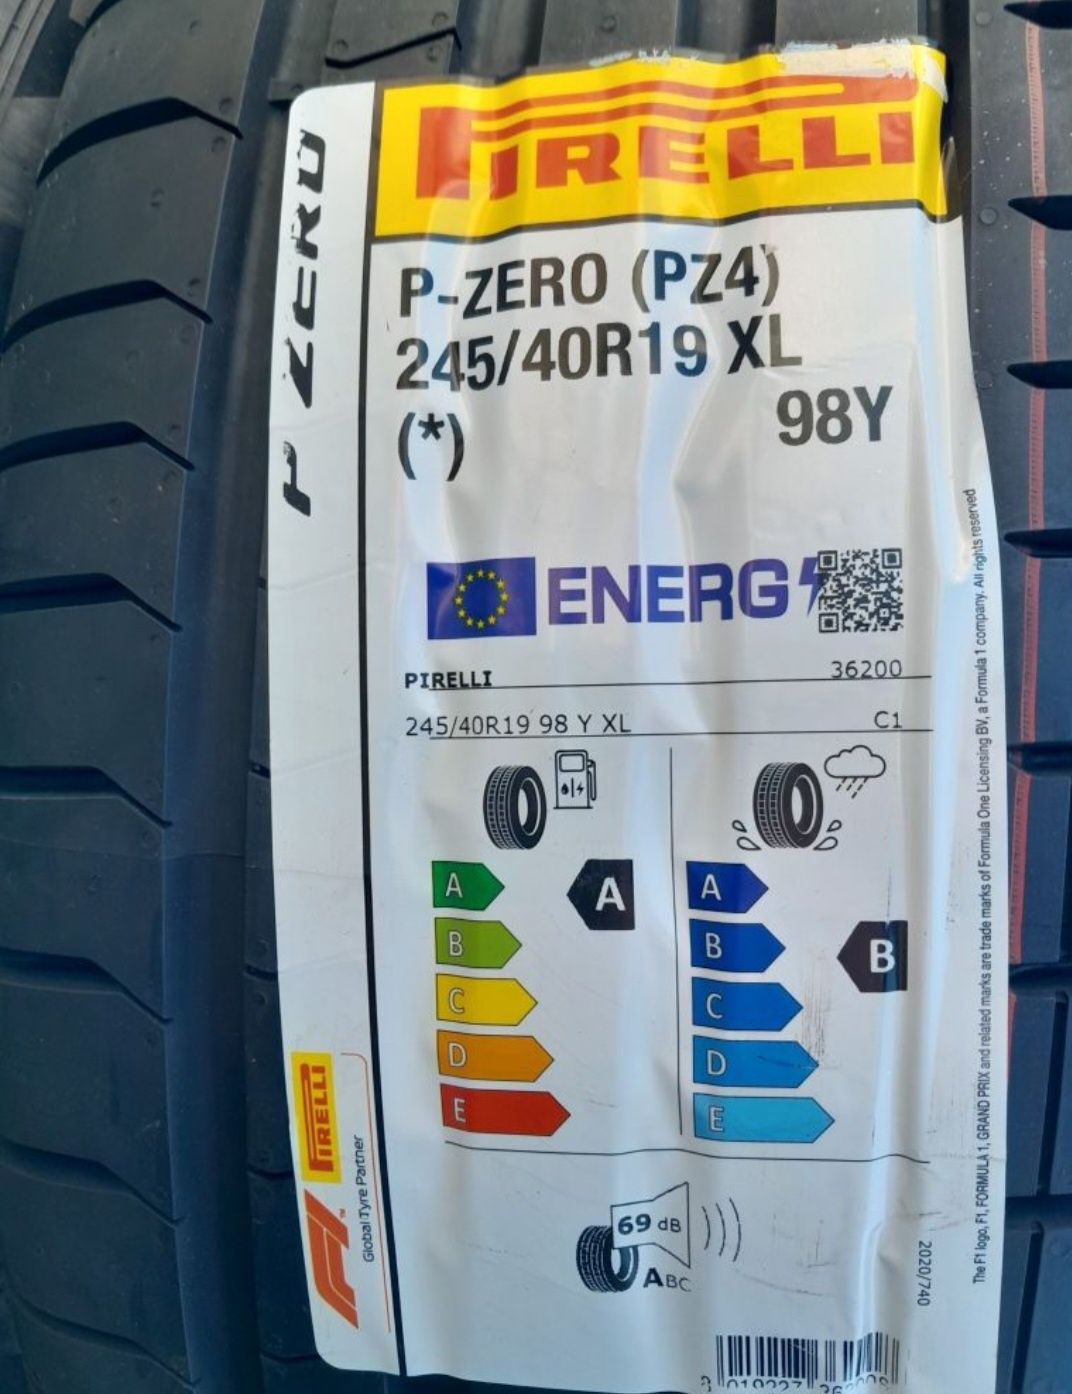 PIRELLI
P ZERO
P-ZERO (PZ4)
245/40R19 XL
(*) 98Y
ENERG
PIRELLI 36200
245/40R19 98 Y XL C1
A A A B
B B
C C
D D
E E
69 dB
ABC
2020/740
PIRELLI
F1™
Global Tyre Partner
The F1 logo, F1, FORMULA 1, GRAND PRIX and related marks are trade marks of Formula One Licensing BV, a Formula 1 company. All rights reserved